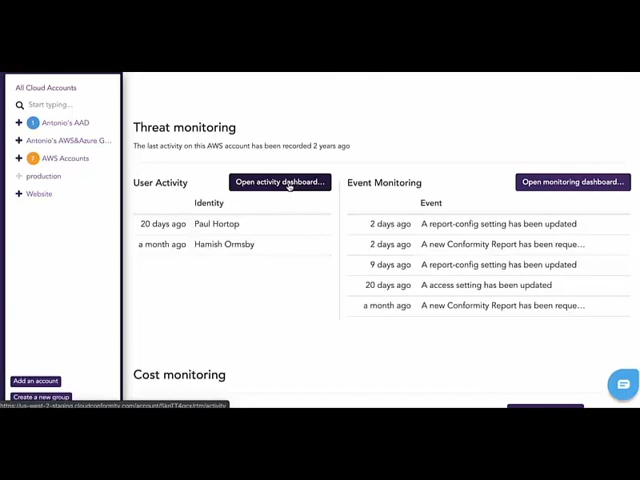 All Cloud Accounts
Start typing...
1 Antonio's AAD
Antonio's AWS&Azure G...
7 AWS Accounts
production
Website
Add an account
Create a new group
Threat monitoring
The last activity on this AWS account has been recorded 2 years ago
User Activity
Open activity dashboard...
Identity
20 days ago Paul Hortop
a month ago Hamish Ormsby
Event Monitoring
Open monitoring dashboard...
Event
2 days ago A report-config setting has been updated
2 days ago A new Conformity Report has been reque...
9 days ago A report-config setting has been updated
20 days ago A access setting has been updated
a month ago A new Conformity Report has been reque...
Cost monitoring